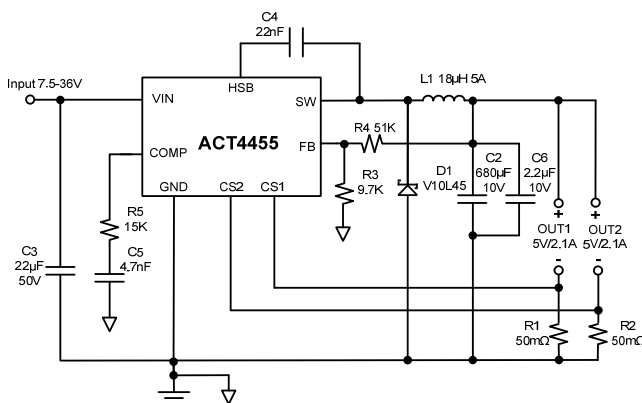 C4
22nF
Input 7.5-36V
VIN
HSB
SW
L1 18μH 5A
ACT4455
COMP
FB
R4 51K
GND
CS2
CS1
R3
9.7K
D1
V10L45
C2
680μF
10V
C6
2.2μF
10V
R5
15K
C5
4.7nF
C3
22μF
50V
+
+
OUT1
5V/2.1A
OUT2
5V/2.1A
-
-
R1
50mΩ
R2
50mΩ